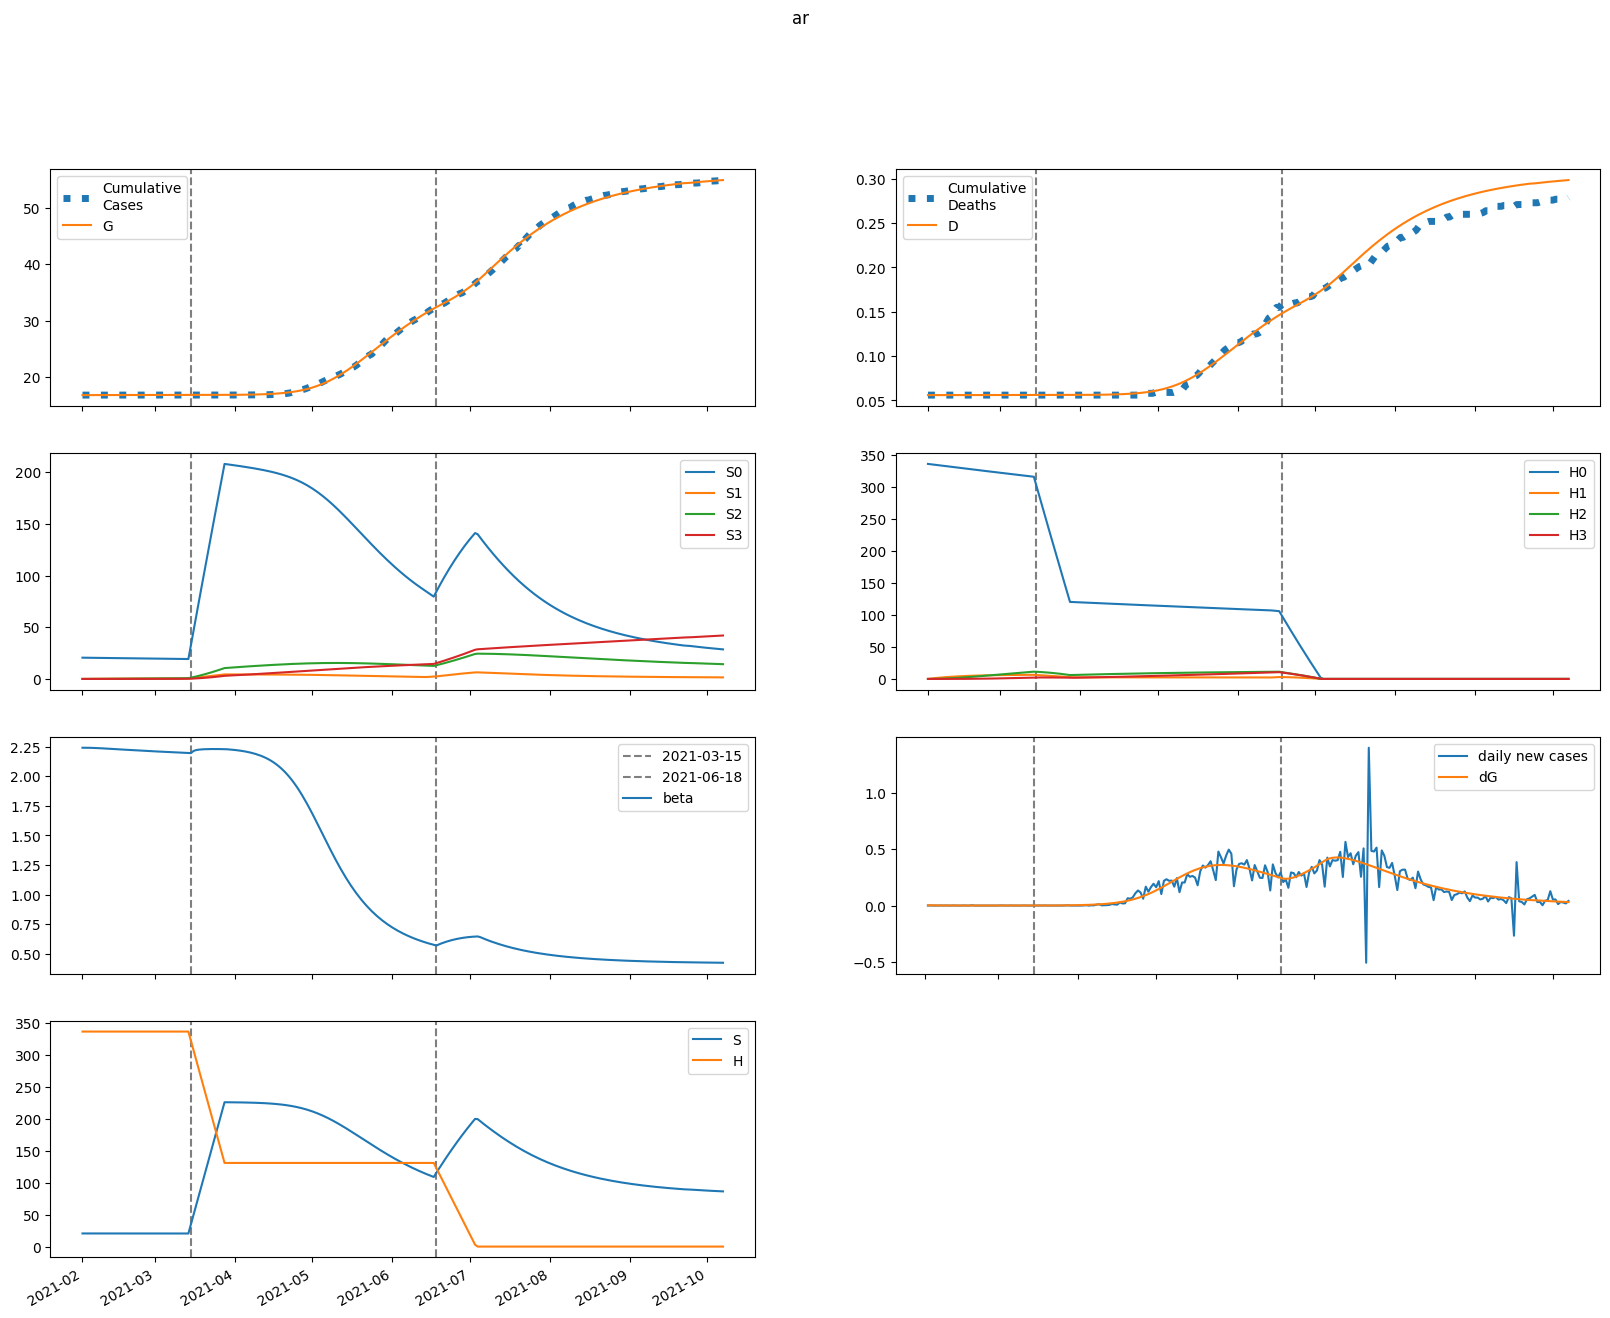 ar
Cumulative
Cases
G
50
40
30
20
Cumulative
Deaths
D
0.30
0.25
0.20
0.15
0.10
0.05
S0
S1
S2
S3
200
150
100
50
0
H0
H1
H2
H3
350
300
250
200
150
100
50
0
2021-03-15
2021-06-18
beta
2.25
2.00
1.75
1.50
1.25
1.00
0.75
0.50
daily new cases
dG
1.0
0.5
0.0
−0.5
S
H
350
300
250
200
150
100
50
0
2021-02
2021-03
2021-04
2021-05
2021-06
2021-07
2021-08
2021-09
2021-10